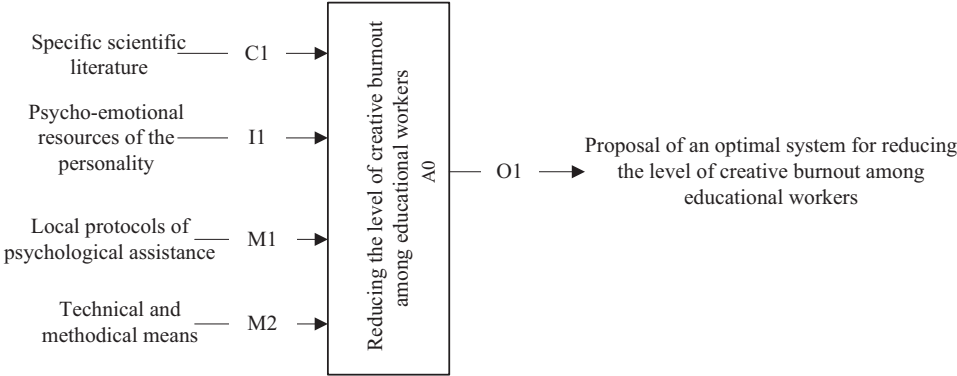 Specific scientific
literature
C1
Psycho-emotional
resources of the
personality
I1
Local protocols of
psychological assistance
M1
Technical and
methodical means
M2
Reducing the level of creative burnout
among educational workers
A0
O1
Proposal of an optimal system for reducing
the level of creative burnout among
educational workers